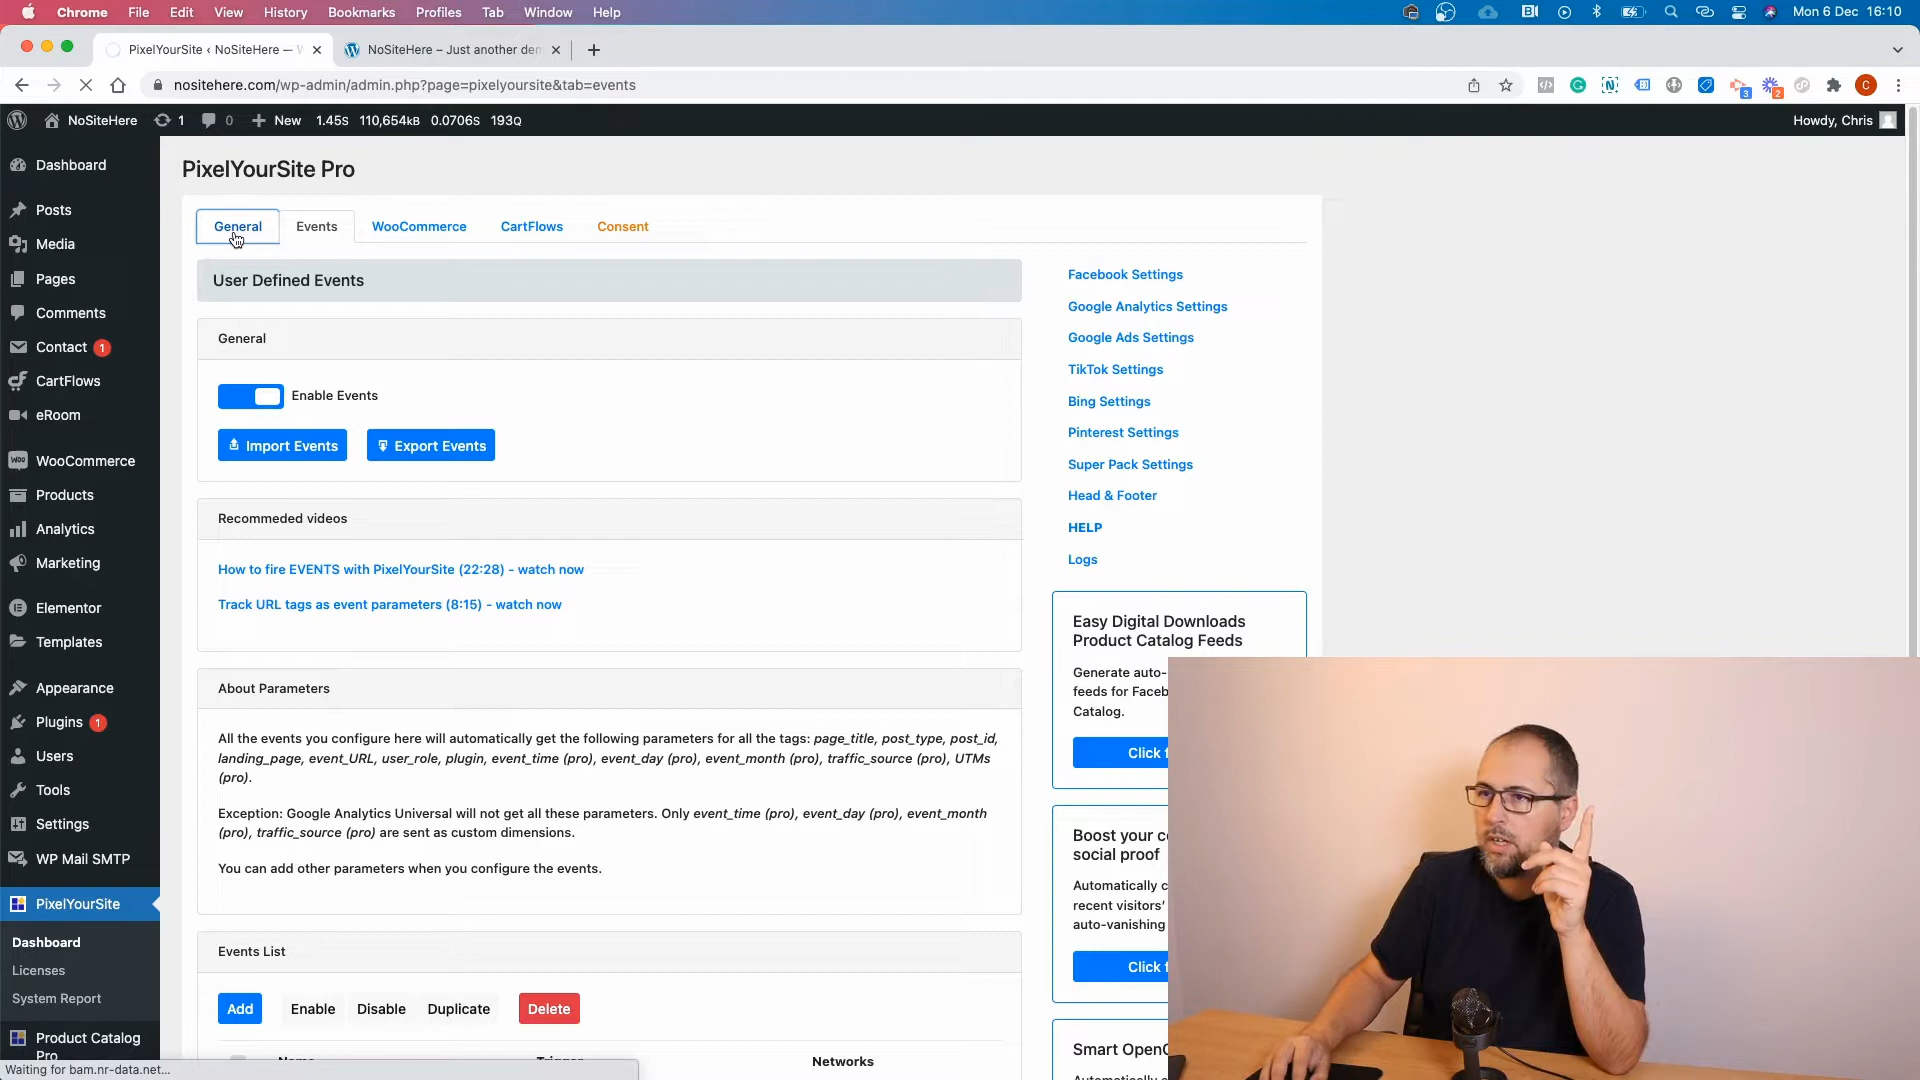 Chrome File Edit View History Bookmarks Profiles Tab Window Help
Mon 6 Dec 16:10
PixelYourSite ‹ NoSiteHere —
NoSiteHere – Just another
nositehere.com/wp-admin/admin.php?page=pixelyoursite&tab=events
3
2
C
NoSiteHere 1 0 New 1.45S 110,654kB 0.0706S 193Q
Howdy, Chris
Dashboard
Posts
Media
Pages
Comments
Contact 1
CartFlows
eRoom
WooCommerce
Products
Analytics
Marketing
Elementor
Templates
Appearance
Plugins 1
Users
Tools
Settings
WP Mail SMTP
PixelYourSite
Dashboard
Licenses
System Report
Product Catalog
Pro
PixelYourSite Pro
General Events WooCommerce CartFlows Consent
User Defined Events
General
Enable Events
Import Events Export Events
Recommeded videos
How to fire EVENTS with PixelYourSite (22:28) - watch now
Track URL tags as event parameters (8:15) - watch now
About Parameters
All the events you configure here will automatically get the following parameters for all the tags: page_title, post_type, post_id,
landing_page, event_URL, user_role, plugin, event_time (pro), event_day (pro), event_month (pro), traffic_source (pro), UTMs
(pro).
Exception: Google Analytics Universal will not get all these parameters. Only event_time (pro), event_day (pro), event_month
(pro), traffic_source (pro) are sent as custom dimensions.
You can add other parameters when you configure the events.
Events List
Add Enable Disable Duplicate Delete
Name Trigger Networks
Facebook Settings
Google Analytics Settings
Google Ads Settings
TikTok Settings
Bing Settings
Pinterest Settings
Super Pack Settings
Head & Footer
HELP
Logs
Easy Digital Downloads
Product Catalog Feeds
Generate auto-
feeds for
Catalog.
Click
Boost your
social proof
Automatically
recent visitors'
auto-vanishing
Click
Smart
Waiting for bam.nr-data.net...